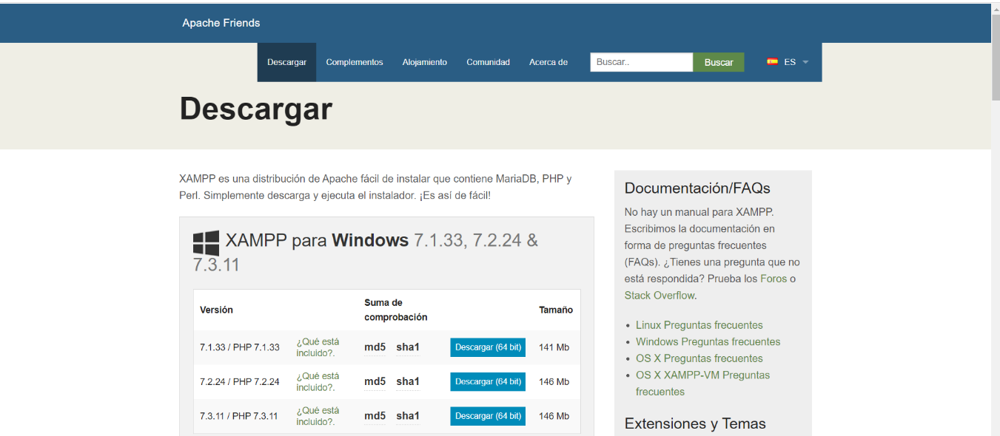 Apache Friends
Descargar
Complementos
Alojamiento
Comunidad
Acerca de
Buscar..
Buscar
ES
Descargar
XAMPP es una distribución de Apache fácil de instalar que contiene MariaDB, PHP y
Perl. Simplemente descarga y ejecuta el instalador. ¡Es así de fácil!
XAMPP para Windows 7.1.33, 7.2.24 &
7.3.11
Versión
Suma de
comprobación
Tamaño
7.1.33 / PHP 7.1.33
¿Qué está
incluido?.
md5 sha1
Descargar (64 bit)
141 Mb
7.2.24 / PHP 7.2.24
¿Qué está
incluido?.
md5 sha1
Descargar (64 bit)
146 Mb
7.3.11 / PHP 7.3.11
¿Qué está
incluido?.
md5 sha1
Descargar (64 bit)
146 Mb
Documentación/FAQs
No hay un manual para XAMPP.
Escribimos la documentación en
forma de preguntas frecuentes
(FAQs). ¿Tienes una pregunta que no
está respondida? Prueba los Foros o
Stack Overflow.
Linux Preguntas frecuentes
Windows Preguntas frecuentes
OS X Preguntas frecuentes
OS X XAMPP-VM Preguntas
frecuentes
Extensiones y Temas